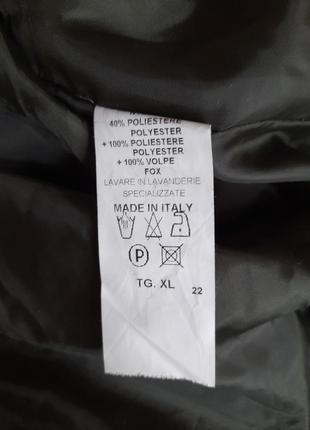 40% POLIESTERE
POLYESTER
+ 100% POLIESTERE
POLYESTER
+ 100% VOLPE
FOX
LAVARE IN LAVANDERIE
SPECIALIZZATE
MADE IN ITALY
P
TG. XL
22